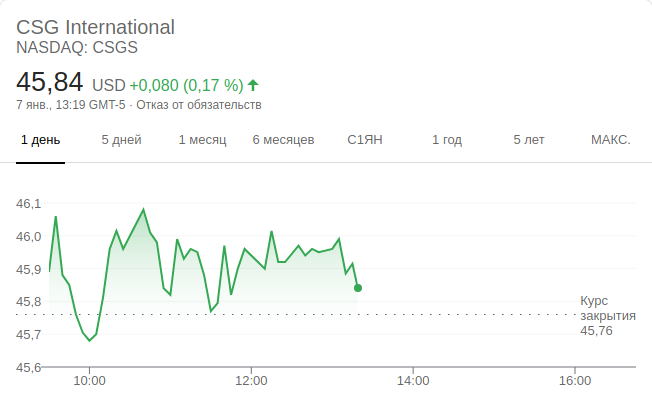 CSG International
NASDAQ: CSGS
45,84 USD +0,080 (0,17 %)
7 янв., 13:19 GMT-5 · Отказ от обязательств
1 день 5 дней 1 месяц 6 месяцев С1ЯН 1 год 5 лет МАКС.
46,1
46,0
45,9
45,8
45,7
45,6
Курс
закрытия
45,76
10:00 12:00 14:00 16:00